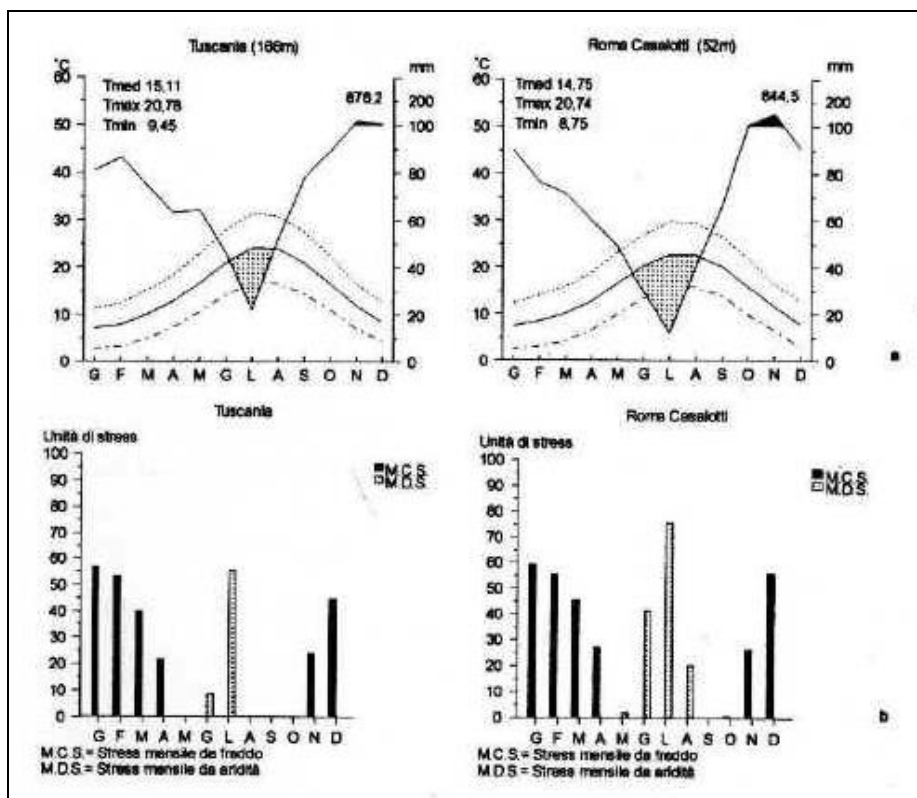 Tuscania (166m)
°C
mm
Tmed 15,11
Tmax 20,78
Tmin 9,45
876,2
60
50
40
30
20
10
0
200
100
80
60
40
20
0
G F M A M G L A S O N D
Roma Casalotti (52m)
°C
mm
Tmed 14,75
Tmax 20,74
Tmin 8,75
844,5
60
50
40
30
20
10
0
200
100
80
60
40
20
0
G F M A M G L A S O N D
a
Tuscania
Unità di stress
M.C.S.
M.D.S.
100
90
80
70
60
50
40
30
20
10
0
G F M A M G L A S O N D
M.C.S.= Stress mensile da freddo
M.D.S.= Stress mensile da aridità
Roma Casalotti
Unità di stress
M.C.S.
M.D.S.
100
90
80
70
60
50
40
30
20
10
0
G F M A M G L A S O N D
M.C.S.= Stress mensile da freddo
M.D.S= Stress mensile da aridità
b